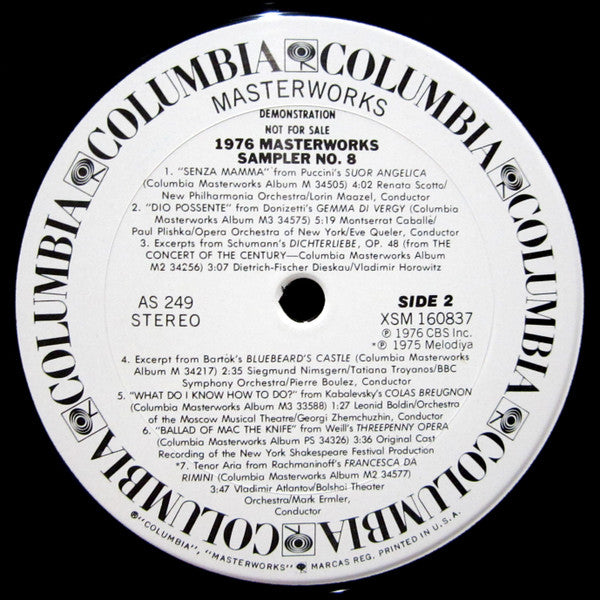 COLUMBIA COLUMBIA COLUMBIA COLUMBIA COLUMBIA COLUMBIA COLUMBIA COLUMBIA
MASTERWORKS
DEMONSTRATION
NOT FOR SALE
1976 MASTERWORKS
SAMPLER NO. 8
1. "SENZA MAMMA" from Puccini's SUOR ANGELICA
(Columbia Masterworks Album M 34505) 4:02 Renata Scotto/
New Philharmonia Orchestra/Lorin Maazel, Conductor
2. "DIO POSSENTE" from Donizetti's GEMMA DI VERGY (Columbia
Masterworks Album M3 34575) 5:19 Montserrat Caballe/
Paul Plishka/Opera Orchestra of New York/Eve Queler, Conductor
3. Excerpts from Schumann's DICHTERLIEBE, OP. 48 (from THE
CONCERT OF THE CENTURY—Columbia Masterworks Album
M2 34256) 3:07 Dietrich-Fischer Dieskau/Vladimir Horowitz
AS 249
STEREO
SIDE 2
XSM 160837
Ⓟ 1976 CBS Inc.
*Ⓟ 1975 Melodiya
4. Excerpt from Bartók's BLUEBEARD'S CASTLE (Columbia Masterworks
Album M 34217) 2:35 Siegmund Nimsgern/Tatiana Troyanos/BBC
Symphony Orchestra/Pierre Boulez, Conductor
5. "WHAT DO I KNOW HOW TO DO?" from Kabalevsky's COLAS BREUGNON
(Columbia Masterworks Album M3 33588) 1:27 Leonid Boldin/Orchestra
of the Moscow Musical Theatre/Georgi Zhemchuzhin, Conductor
6. "BALLAD OF MAC THE KNIFE" from Weill's THREEPENNY OPERA
(Columbia Masterworks Album PS 34326) 3:36 Original Cast
Recording of the New York Shakespeare Festival Production
*7. Tenor Aria from Rachmaninoff's FRANCESCA DA
RIMINI (Columbia Masterworks Album M2 34577)
3:47 Vladimir Atlantov/Bolshoi Theater
Orchestra/Mark Ermler,
Conductor
®"COLUMBIA", "MASTERWORKS" MARCAS REG. PRINTED IN U.S.A.